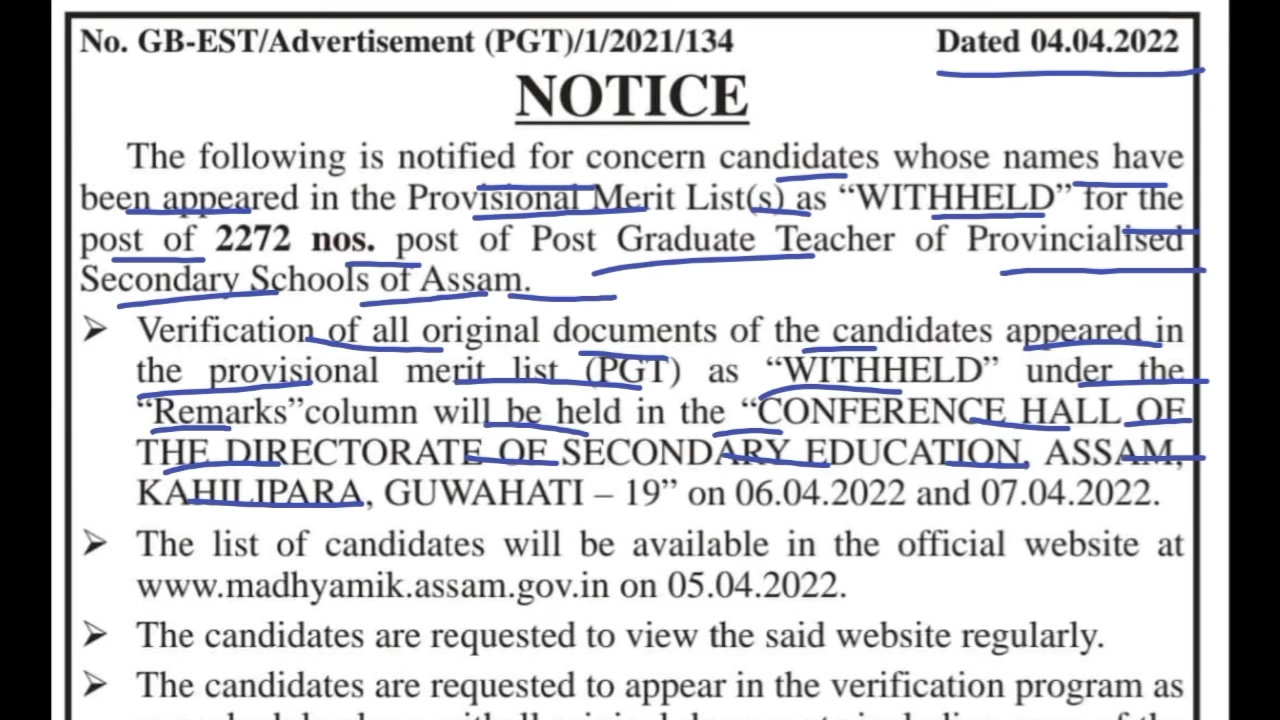 No. GB-EST/Advertisement (PGT)/1/2021/134 Dated 04.04.2022
NOTICE
The following is notified for concern candidates whose names have
been appeared in the Provisional Merit List(s) as “WITHHELD” for the
post of 2272 nos. post of Post Graduate Teacher of Provincialised
Secondary Schools of Assam.
➢ Verification of all original documents of the candidates appeared in
the provisional merit list (PGT) as “WITHHELD” under the
“Remarks”column will be held in the “CONFERENCE HALL OF
THE DIRECTORATE OF SECONDARY EDUCATION, ASSAM,
KAHILIPARA, GUWAHATI – 19” on 06.04.2022 and 07.04.2022.
➢ The list of candidates will be available in the official website at
www.madhyamik.assam.gov.in on 05.04.2022.
➢ The candidates are requested to view the said website regularly.
➢ The candidates are requested to appear in the verification program as